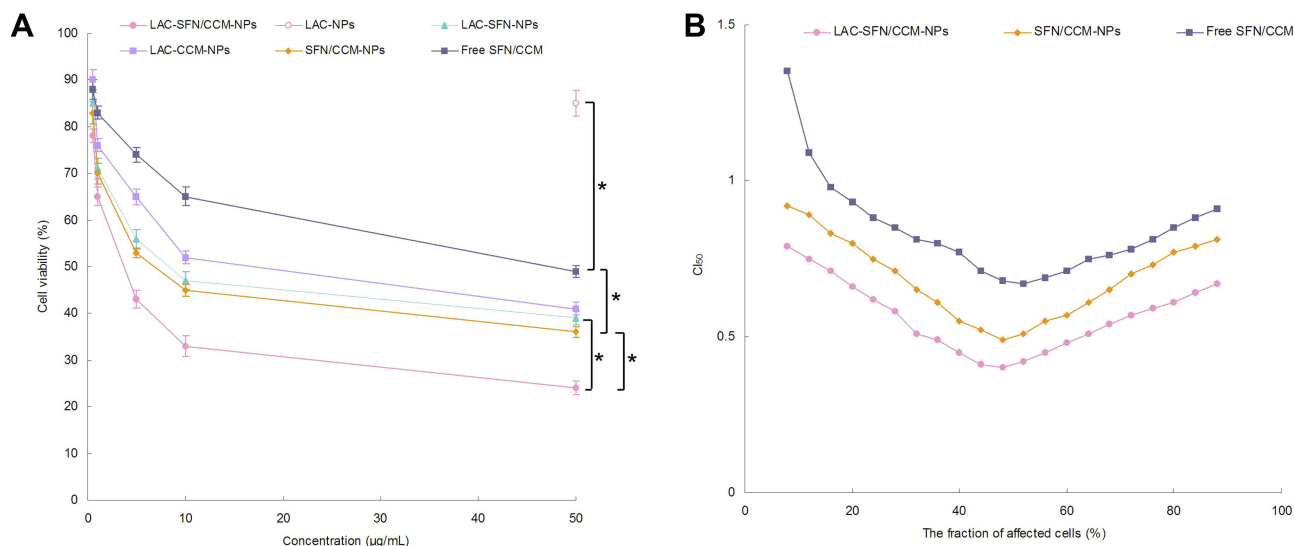 A
LAC-SFN/CCM-NPs LAC-NPs LAC-SFN-NPs
LAC-CCM-NPs SFN/CCM-NPs Free SFN/CCM
100
90
80
70
60
50
40
30
20
10
0
Cell viability (%)
*
*
*
*
0 10 20 30 40 50
Concentration (µg/mL)
B
LAC-SFN/CCM-NPs SFN/CCM-NPs Free SFN/CCM
1.5
1
0.5
0
CI50
0 20 40 60 80 100
The fraction of affected cells (%)